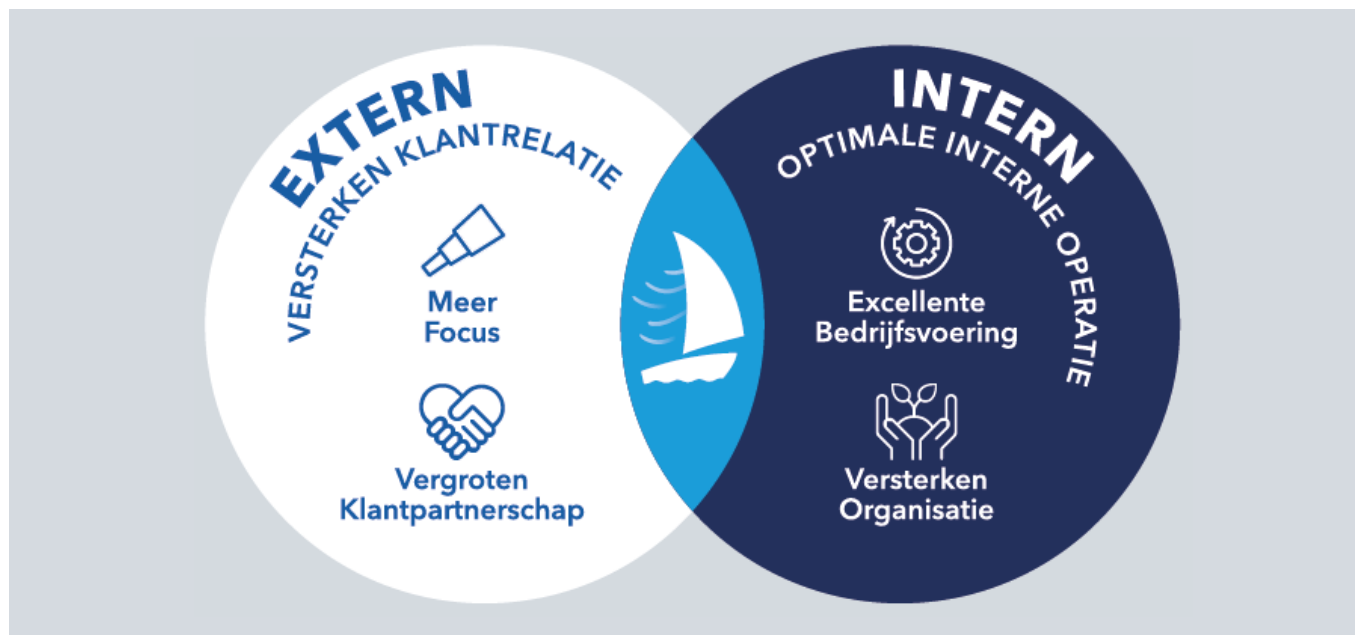 EXTERN
VERSTERKEN KLANTRELATIE
Meer
Focus
Vergroten
Klantpartnerschap
INTERN
OPTIMALE INTERNE OPERATIE
Excellente
Bedrijfsvoering
Versterken
Organisatie